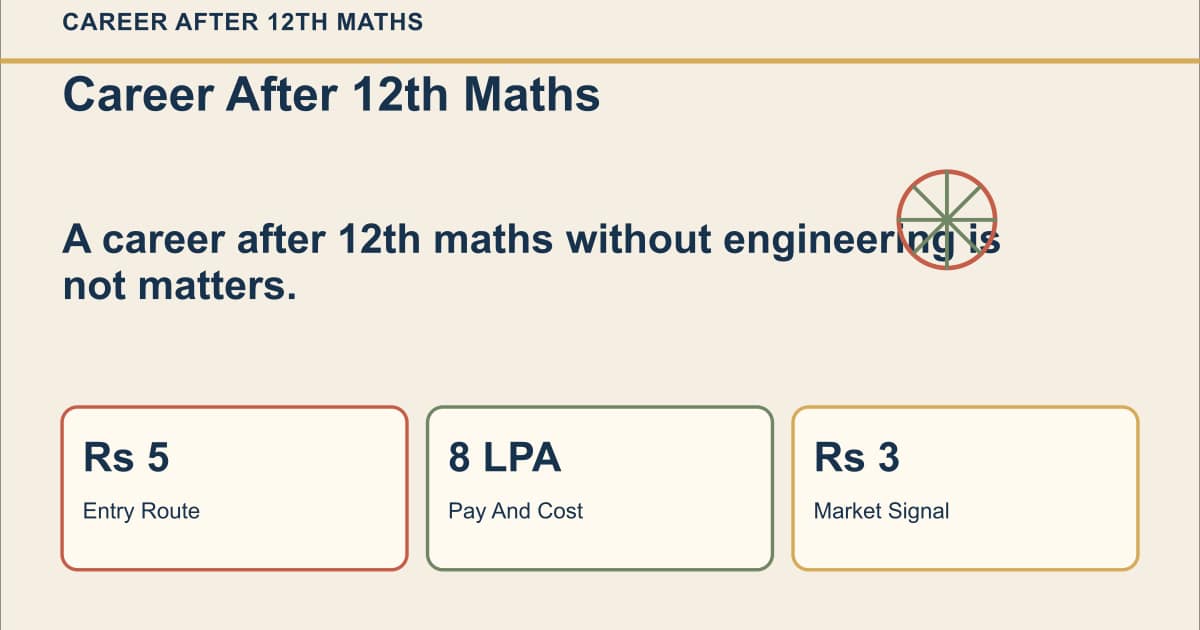 CAREER AFTER 12TH MATHS
Career After 12th Maths
A career after 12th maths without engineering is
not matters.
Rs 5
Entry Route
8 LPA
Pay And Cost
Rs 3
Market Signal